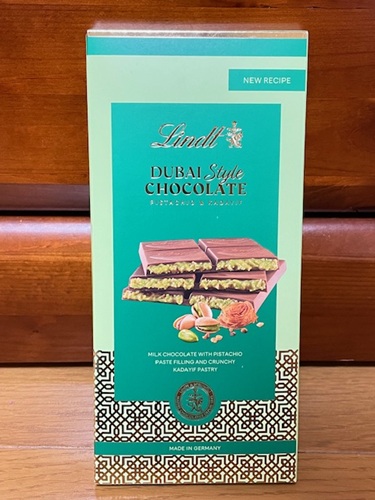 NEW RECIPE
Lindt
DUBAI Style
CHOCOLATE
PISTACHIO & KADAYIF
MILK CHOCOLATE WITH PISTACHIO
PASTE FILLING AND CRUNCHY
KADAYIF PASTRY
MADE IN GERMANY